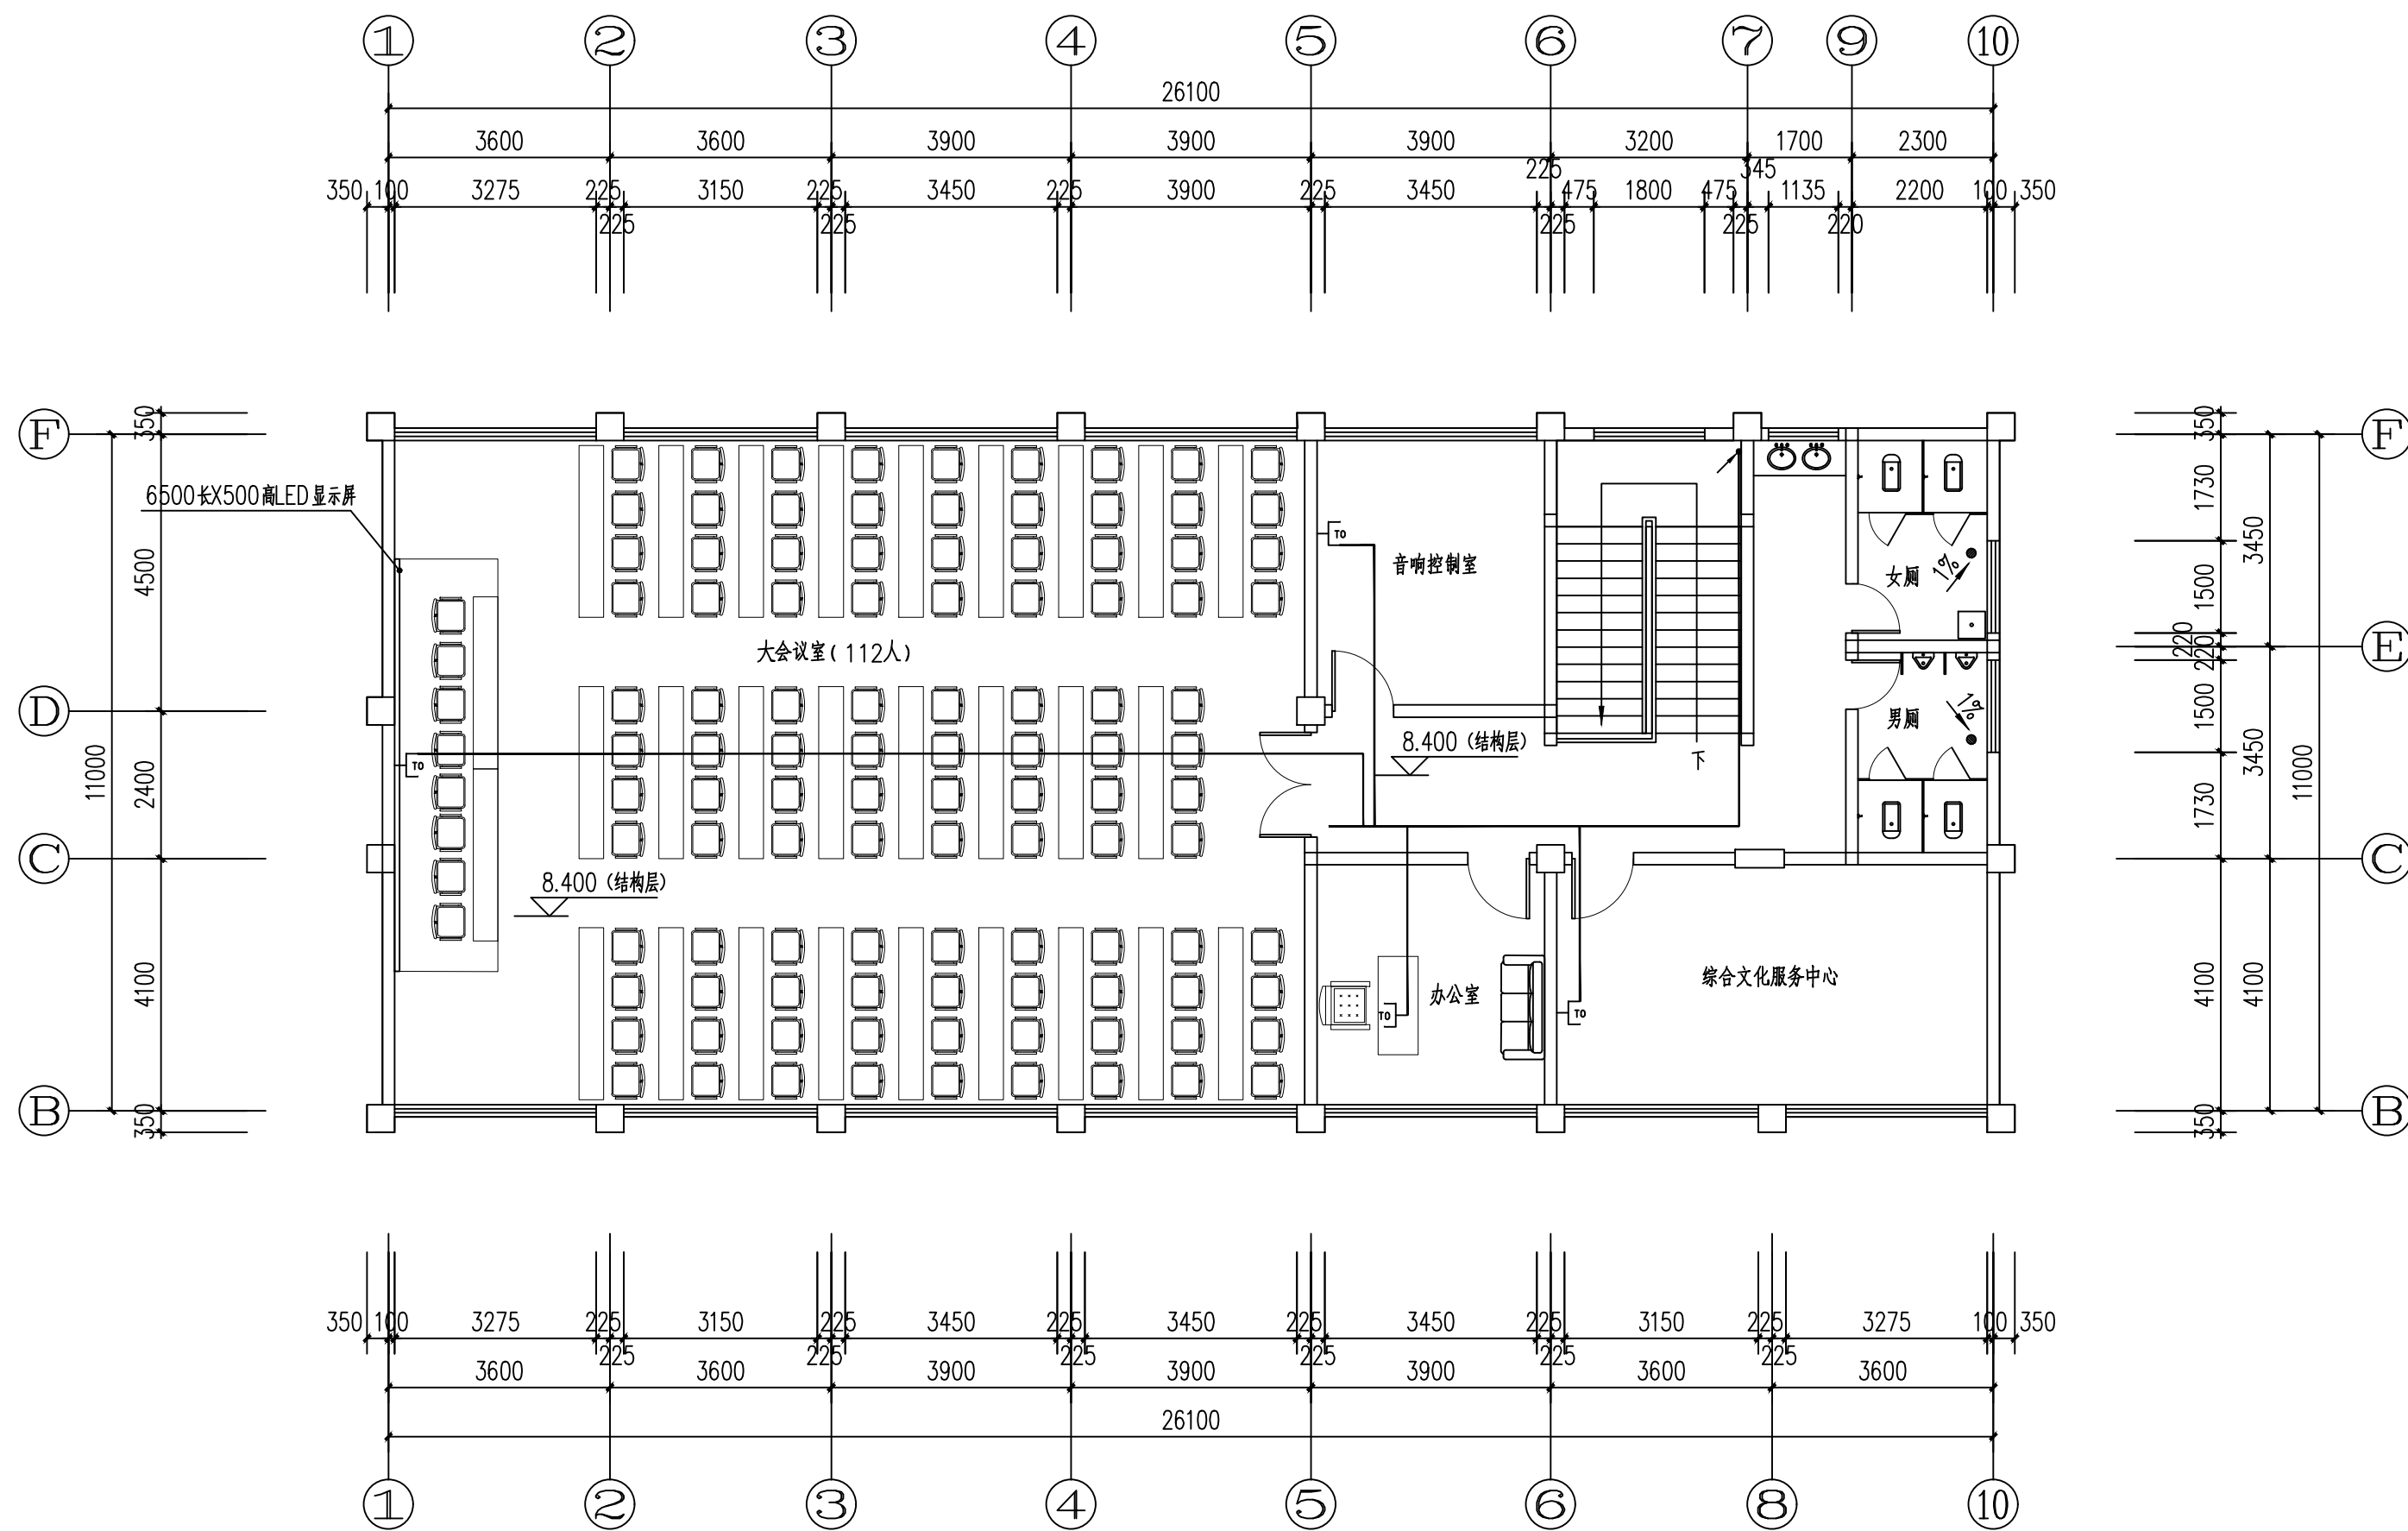 ① ② ③ ④ ⑤ ⑥ ⑦ ⑨ ⑩
26100
3600 3600 3900 3900 3900 3200 1700 2300
225 345
350 100 3275 225 3150 225 3450 225 3900 225 3450 475 1800 475 1135 2200 100 350
225 225 225 225 220
F 350 350 F
6500长X500高LED显示屏
1730
4500 3450
TO
音响控制室
女厕 1%
1500
大会议室(112人)
220
220 E
男厕 1%
1500
D
8.400 (结构层)
下
TO
11000 2400 3450 11000
1730
C C
8.400 (结构层)
综合文化服务中心
办公室
4100 4100 4100
TO TO
B 350 350 B
350 100 3275 225 3150 225 3450 225 3450 225 3450 225 3150 225 3275 100 350
225 225 225 225 225 225
3600 3600 3900 3900 3900 3600 3600
26100
① ② ③ ④ ⑤ ⑥ ⑧ ⑩